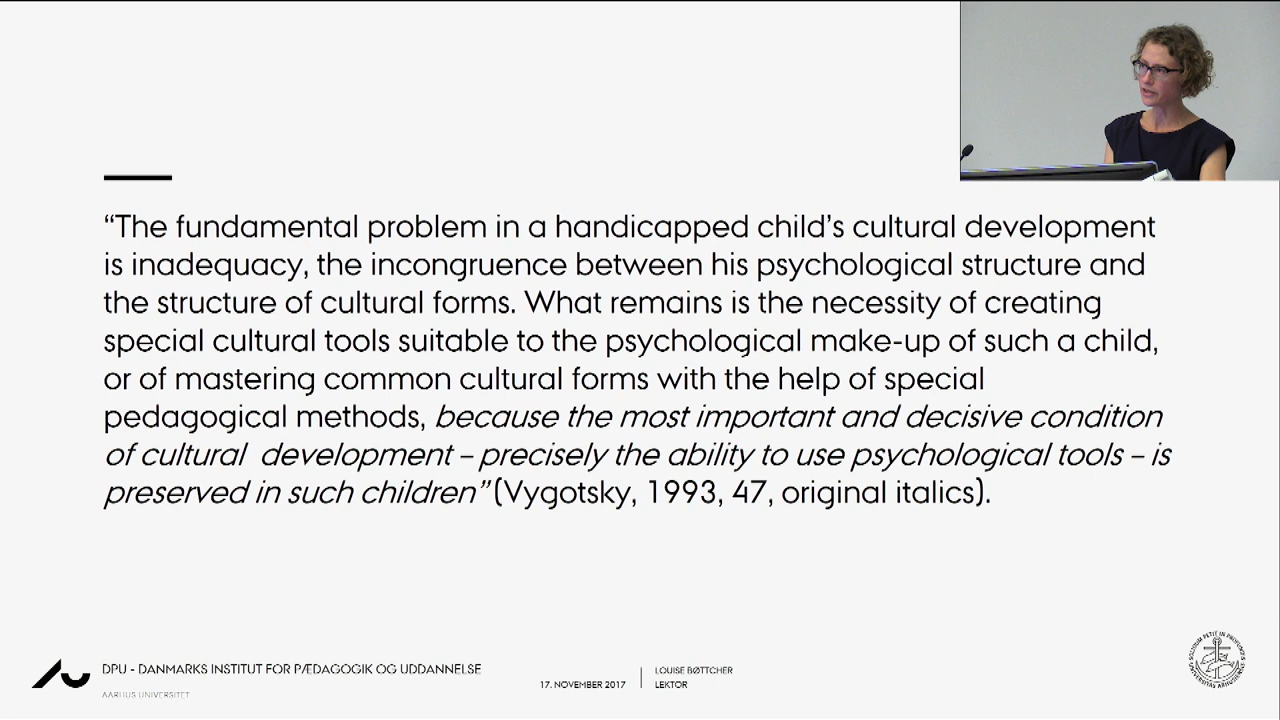 “The fundamental problem in a handicapped child’s cultural development
is inadequacy, the incongruence between his psychological structure and
the structure of cultural forms. What remains is the necessity of creating
special cultural tools suitable to the psychological make-up of such a child,
or of mastering common cultural forms with the help of special
pedagogical methods, because the most important and decisive condition
of cultural  development – precisely the ability to use psychological tools – is
preserved in such children” (Vygotsky, 1993, 47, original italics).
DPU - DANMARKS INSTITUT FOR PÆDAGOGIK OG UDDANNELSE
AARHUS UNIVERSITET
17. NOVEMBER 2017
LOUISE BØTTCHER
LEKTOR